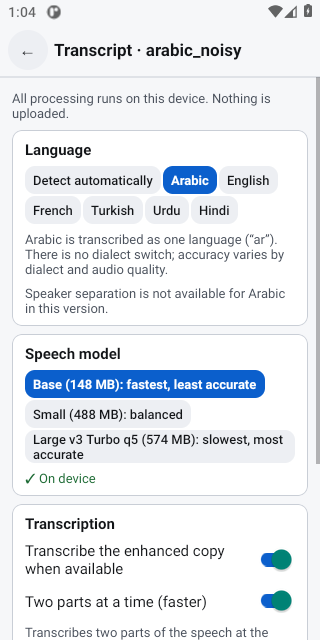 1:04
← Transcript · arabic_noisy
All processing runs on this device. Nothing is
uploaded.
Language
Detect automatically Arabic English
French Turkish Urdu Hindi
Arabic is transcribed as one language (“ar”).
There is no dialect switch; accuracy varies by
dialect and audio quality.
Speaker separation is not available for Arabic
in this version.
Speech model
Base (148 MB): fastest, least accurate
Small (488 MB): balanced
Large v3 Turbo q5 (574 MB): slowest, most
accurate
✓ On device
Transcription
Transcribe the enhanced copy
when available
Two parts at a time (faster)
Transcribes two parts of the speech at the